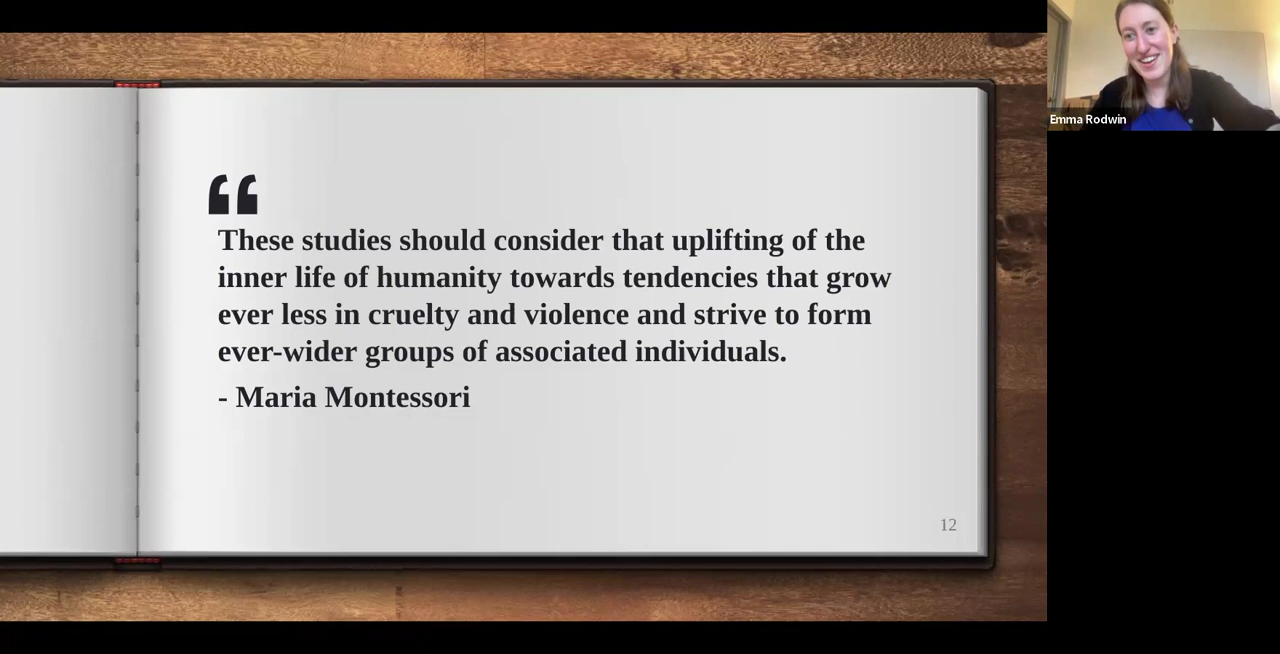 “
These studies should consider that uplifting of the
inner life of humanity towards tendencies that grow
ever less in cruelty and violence and strive to form
ever-wider groups of associated individuals.
- Maria Montessori
12
Emma Rodwin